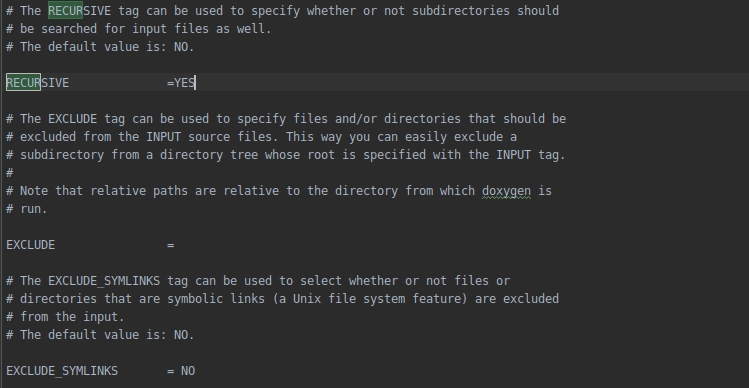 # The RECURSIVE tag can be used to specify whether or not subdirectories should
# be searched for input files as well.
# The default value is: NO.
RECURSIVE              =YES
# The EXCLUDE tag can be used to specify files and/or directories that should be
# excluded from the INPUT source files. This way you can easily exclude a
# subdirectory from a directory tree whose root is specified with the INPUT tag.
#
# Note that relative paths are relative to the directory from which doxygen is
# run.
EXCLUDE                =
# The EXCLUDE_SYMLINKS tag can be used to select whether or not files or
# directories that are symbolic links (a Unix file system feature) are excluded
# from the input.
# The default value is: NO.
EXCLUDE_SYMLINKS       = NO